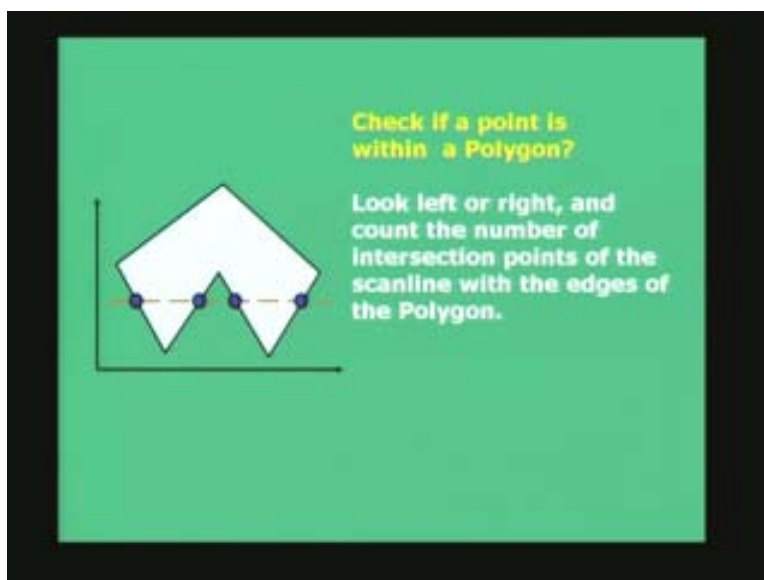 Check if a point is
within a Polygon?
Look left or right, and
count the number of
intersection points of the
scanline with the edges of
the Polygon.